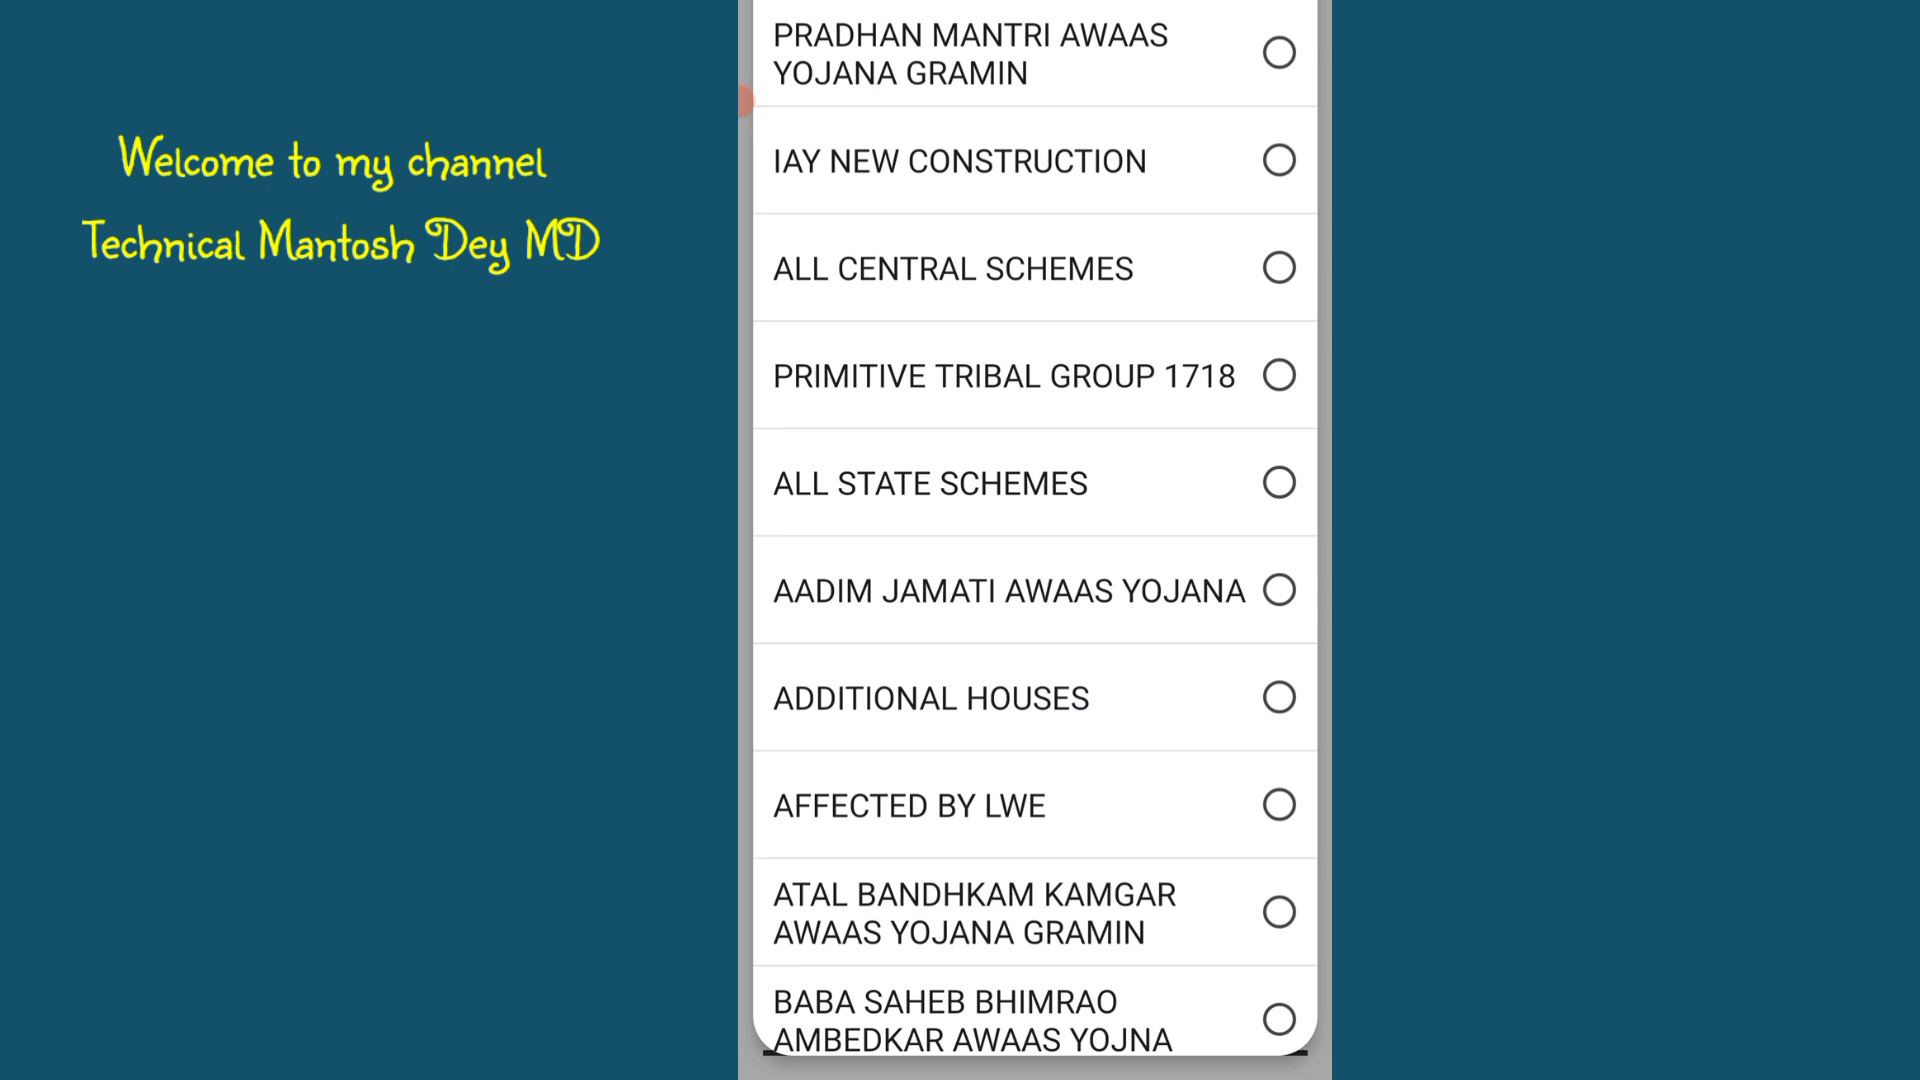 Welcome to my channel
Technical Mantosh Dey MD
PRADHAN MANTRI AWAAS
YOJANA GRAMIN
IAY NEW CONSTRUCTION
ALL CENTRAL SCHEMES
PRIMITIVE TRIBAL GROUP 1718
ALL STATE SCHEMES
AADIM JAMATI AWAAS YOJANA
ADDITIONAL HOUSES
AFFECTED BY LWE
ATAL BANDHKAM KAMGAR
AWAAS YOJANA GRAMIN
BABA SAHEB BHIMRAO
AMBEDKAR AWAAS YOJNA